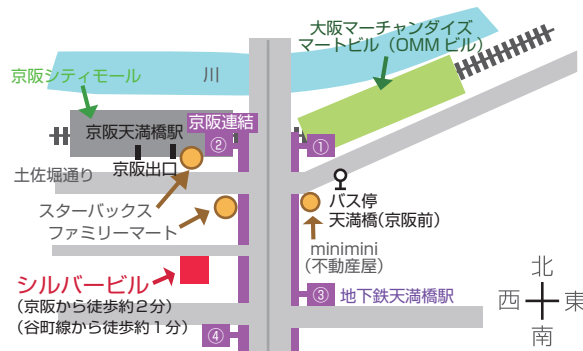 大阪マーチャンダイズ
マートビル（OMM ビル）
京阪シティモール
川
京阪連結
京阪天満橋駅
②
①
京阪出口
土佐堀通り
バス停
天満橋(京阪前)
スターバックス
ファミリーマート
minimini
（不動産屋）
シルバービル
（京阪から徒歩約２分）
（谷町線から徒歩約１分）
③ 地下鉄天満橋駅
④
北
西
東
南